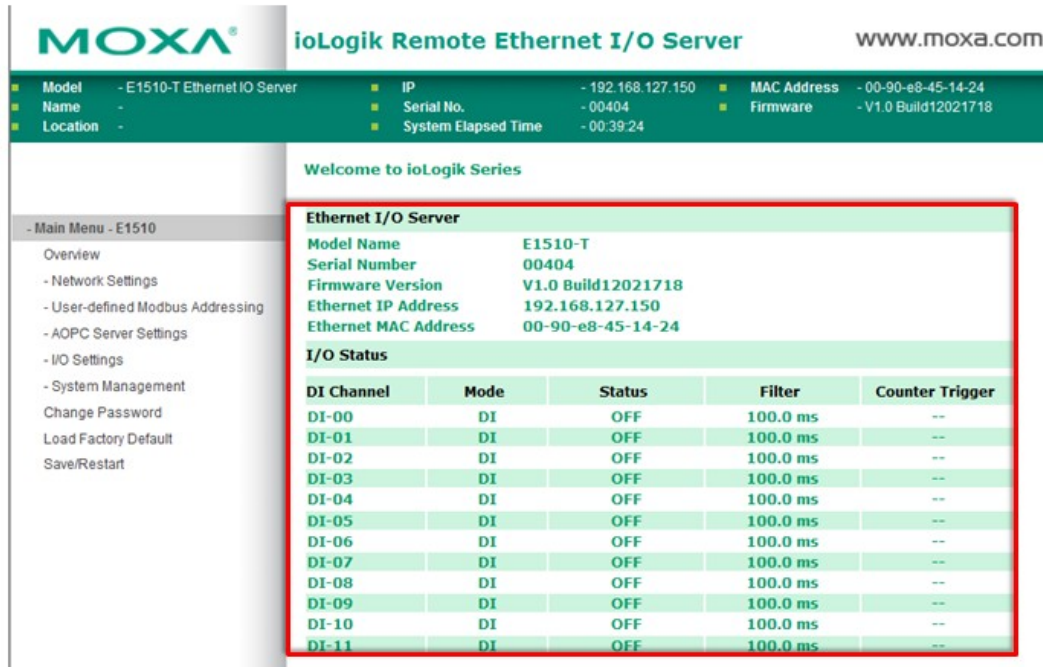 MOXA®
ioLogik Remote Ethernet I/O Server
www.moxa.com
Model - E1510-T Ethernet IO Server IP - 192.168.127.150 MAC Address - 00-90-e8-45-14-24
Name - Serial No. - 00404 Firmware - V1.0 Build12021718
Location - System Elapsed Time - 00:39:24
Welcome to ioLogik Series
- Main Menu - E1510
Overview
- Network Settings
- User-defined Modbus Addressing
- AOPC Server Settings
- I/O Settings
- System Management
Change Password
Load Factory Default
Save/Restart
Ethernet I/O Server
Model Name E1510-T
Serial Number 00404
Firmware Version V1.0 Build12021718
Ethernet IP Address 192.168.127.150
Ethernet MAC Address 00-90-e8-45-14-24
I/O Status
DI Channel Mode Status Filter Counter Trigger
DI-00 DI OFF 100.0 ms --
DI-01 DI OFF 100.0 ms --
DI-02 DI OFF 100.0 ms --
DI-03 DI OFF 100.0 ms --
DI-04 DI OFF 100.0 ms --
DI-05 DI OFF 100.0 ms --
DI-06 DI OFF 100.0 ms --
DI-07 DI OFF 100.0 ms --
DI-08 DI OFF 100.0 ms --
DI-09 DI OFF 100.0 ms --
DI-10 DI OFF 100.0 ms --
DI-11 DI OFF 100.0 ms --